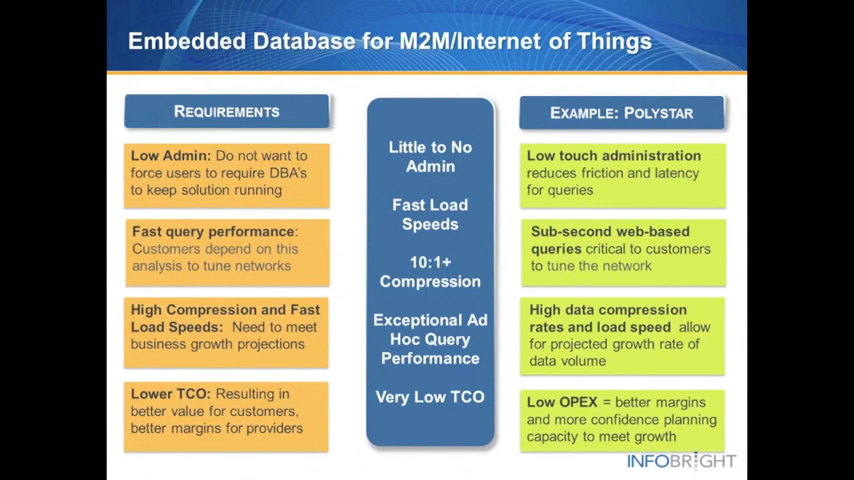 Embedded Database for M2M/Internet of Things
REQUIREMENTS
Low Admin: Do not want to
force users to require DBA's
to keep solution running
Fast query performance:
Customers depend on this
analysis to tune networks
High Compression and Fast
Load Speeds: Need to meet
business growth projections
Lower TCO: Resulting in
better value for customers,
better margins for providers
Little to No
Admin
Fast Load
Speeds
10:1+
Compression
Exceptional Ad
Hoc Query
Performance
Very Low TCO
EXAMPLE: POLYSTAR
Low touch administration
reduces friction and latency
for queries
Sub-second web-based
queries critical to customers
to tune the network
High data compression
rates and load speed allow
for projected growth rate of
data volume
Low OPEX = better margins
and more confidence planning
capacity to meet growth
INFOBRIGHT